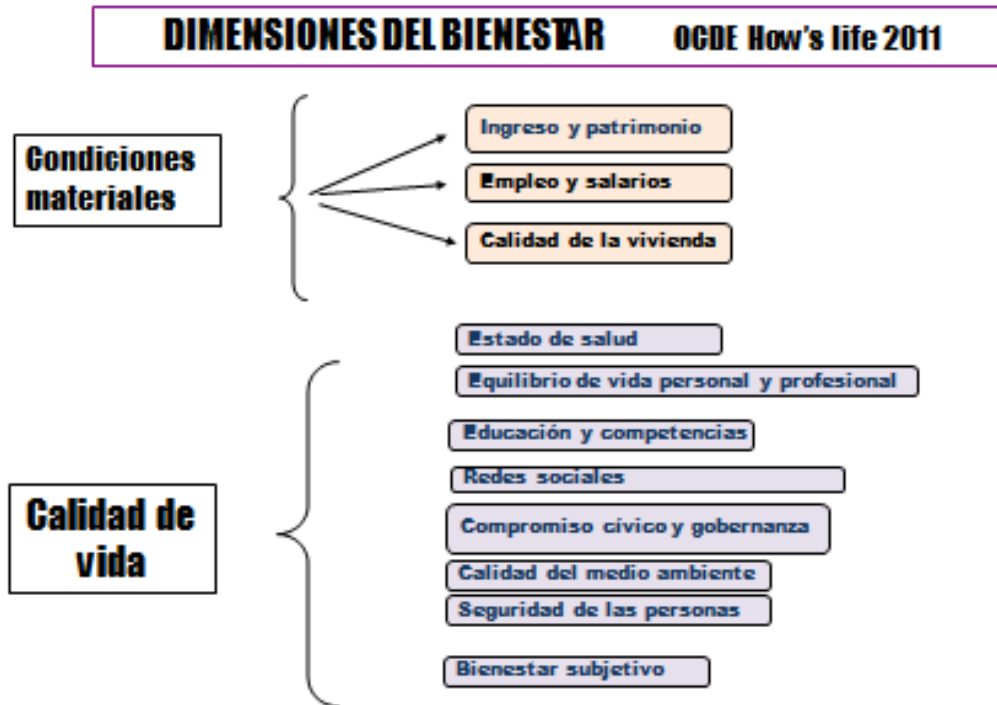 DIMENSIONES DEL BIENESTAR OCDE How's life 2011
Condiciones
materiales
Ingreso y patrimonio
Empleo y salarios
Calidad de la vivienda
Calidad de
vida
Estado de salud
Equilibrio de vida personal y profesional
Educación y competencias
Redes sociales
Compromiso cívico y gobernanza
Calidad del medio ambiente
Seguridad de las personas
Bienestar subjetivo